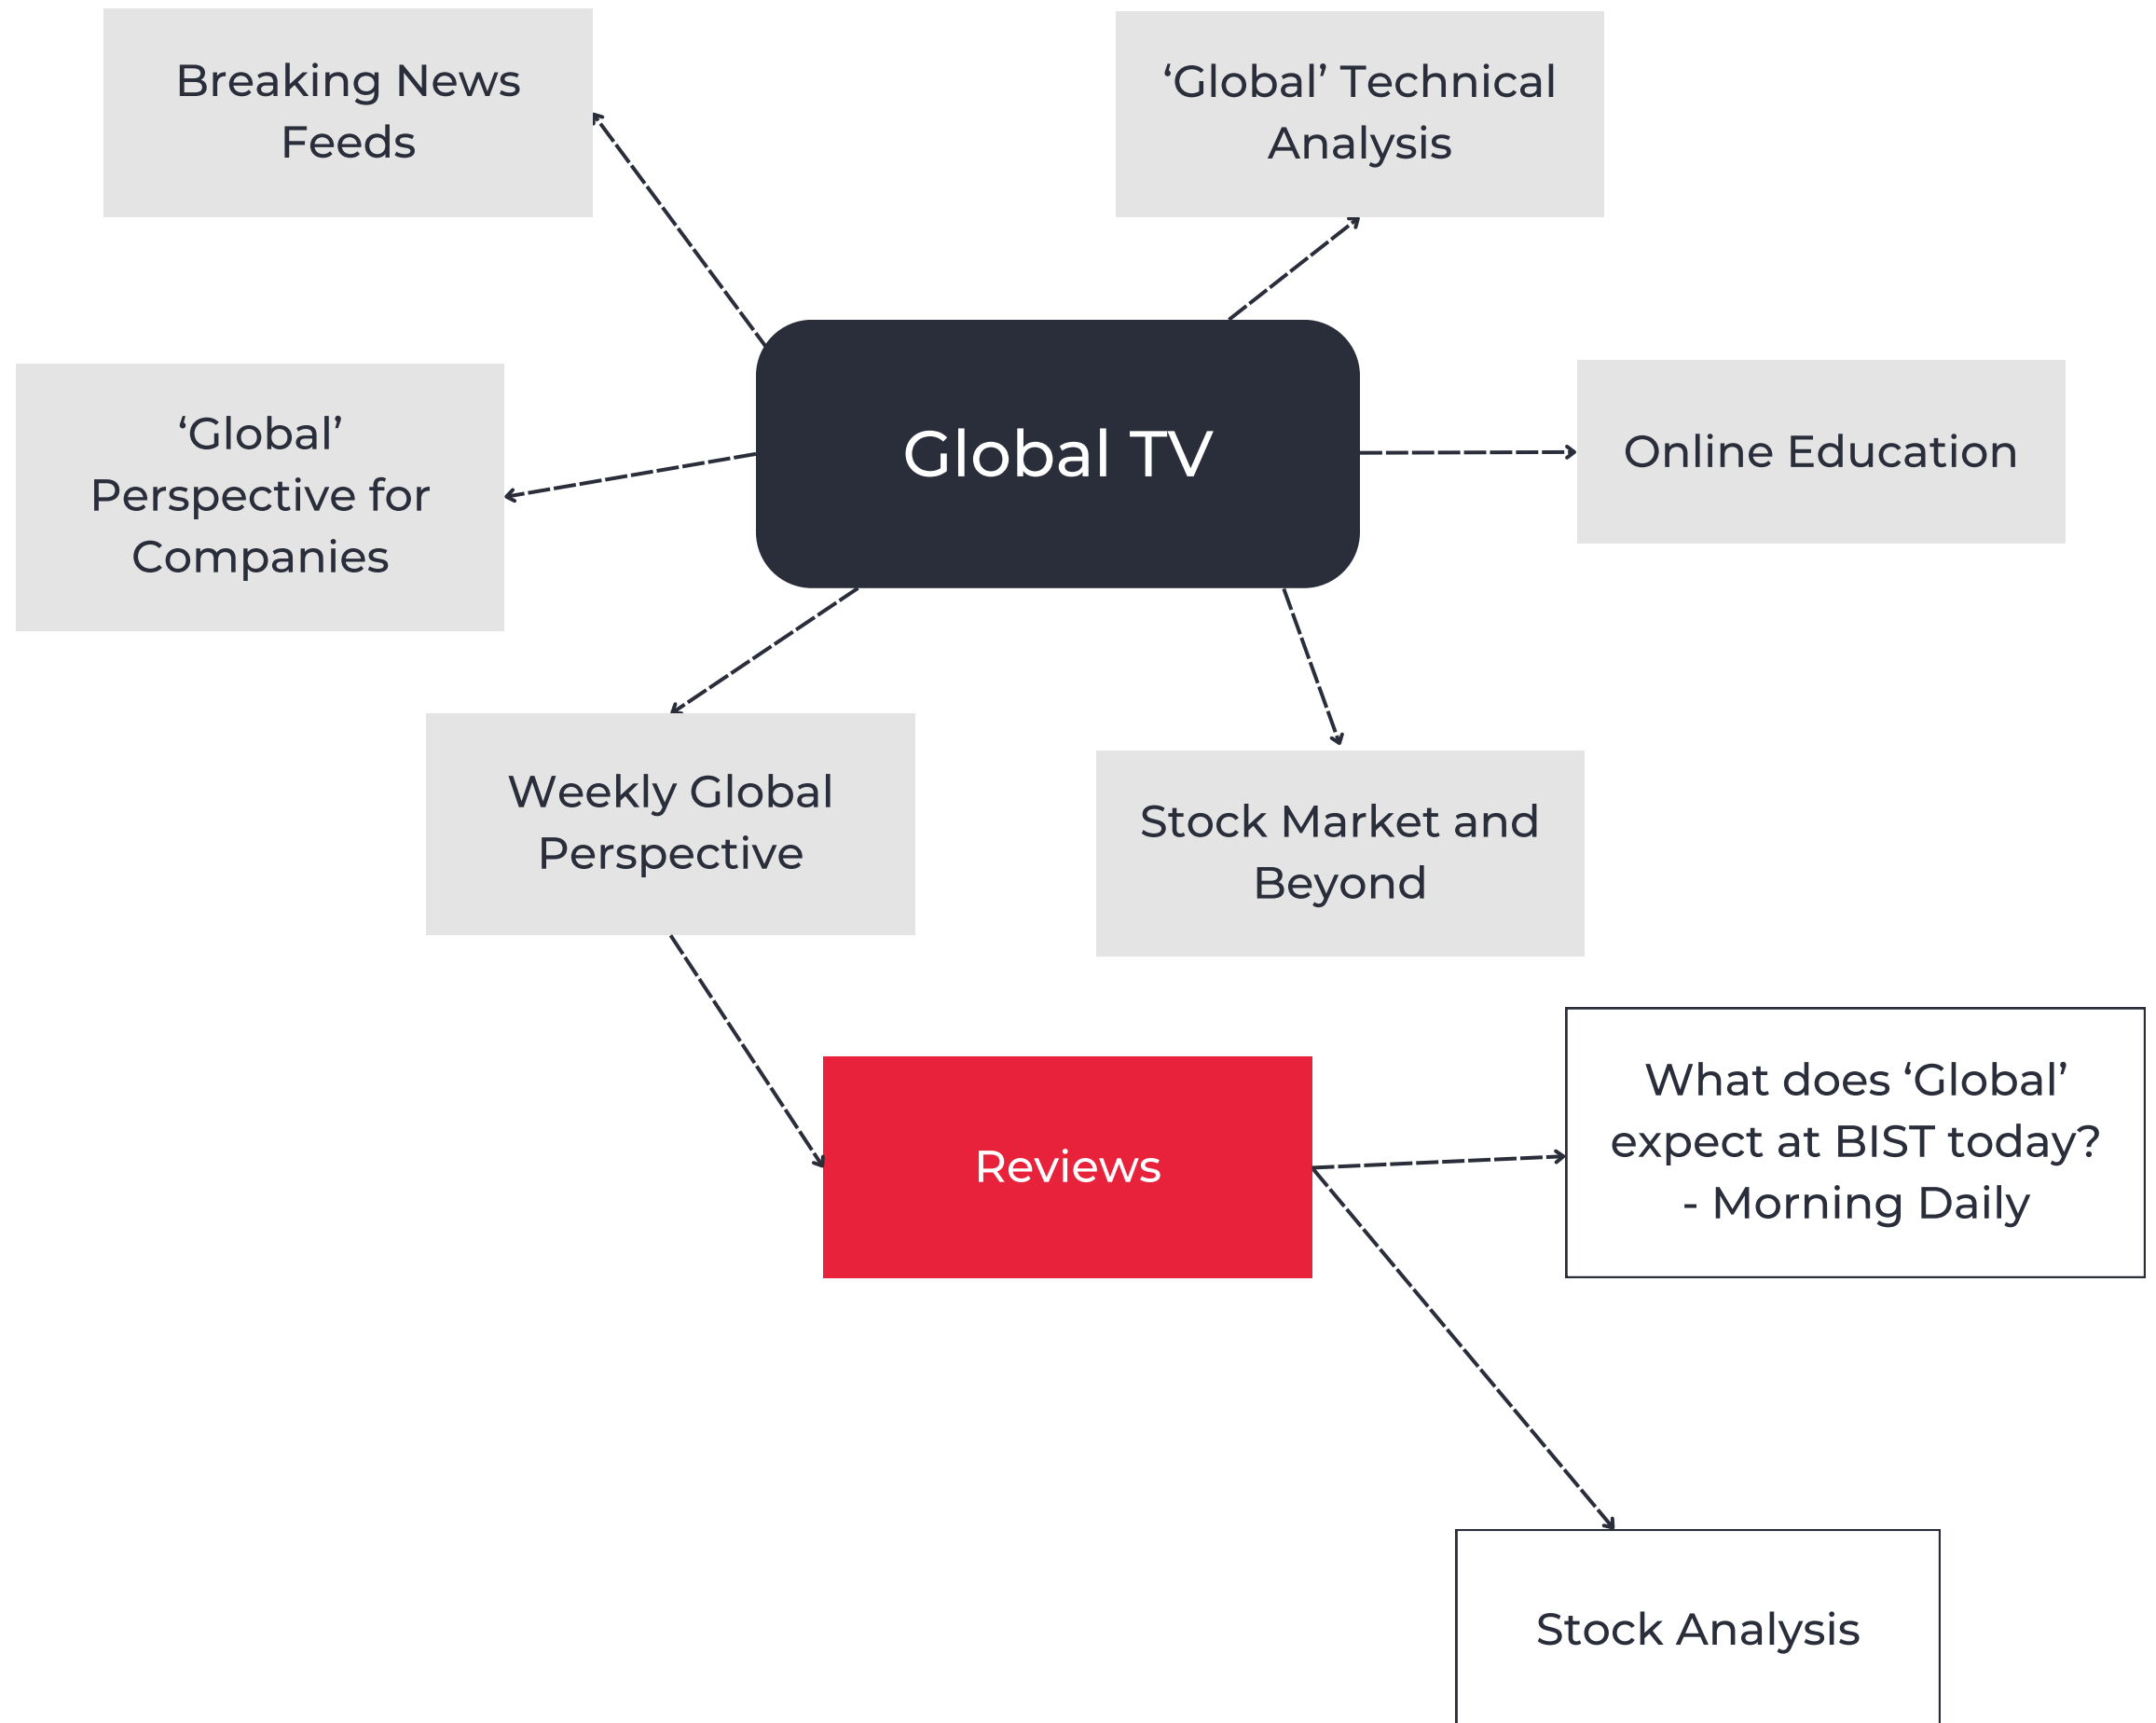 Breaking News
Feeds
‘Global’ Technical
Analysis
‘Global’
Perspective for
Companies
Global TV
Online Education
Weekly Global
Perspective
Stock Market and
Beyond
Reviews
What does ‘Global’
expect at BIST today?
- Morning Daily
Stock Analysis